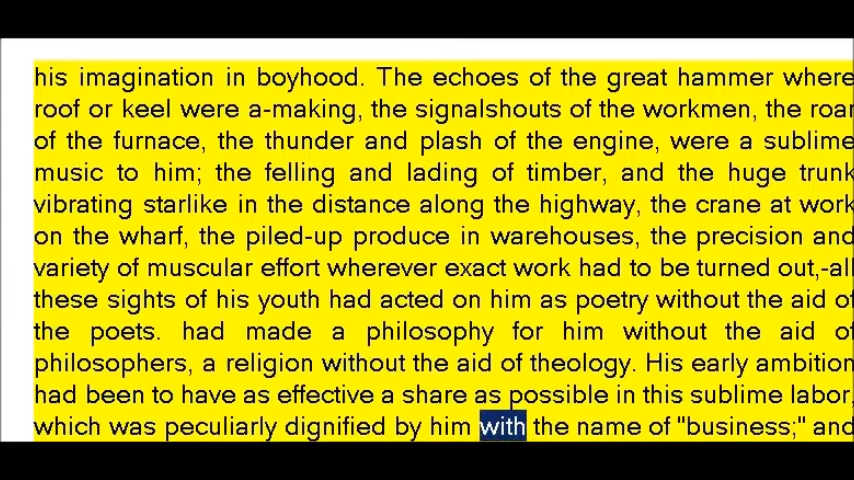 his imagination in boyhood. The echoes of the great hammer where
roof or keel were a-making, the signalshouts of the workmen, the roar
of the furnace, the thunder and plash of the engine, were a sublime
music to him; the felling and lading of timber, and the huge trunk
vibrating starlike in the distance along the highway, the crane at work
on the wharf, the piled-up produce in warehouses, the precision and
variety of muscular effort wherever exact work had to be turned out,-all
these sights of his youth had acted on him as poetry without the aid of
the poets. had made a philosophy for him without the aid of
philosophers, a religion without the aid of theology. His early ambition
had been to have as effective a share as possible in this sublime labor,
which was peculiarly dignified by him with the name of "business;" and